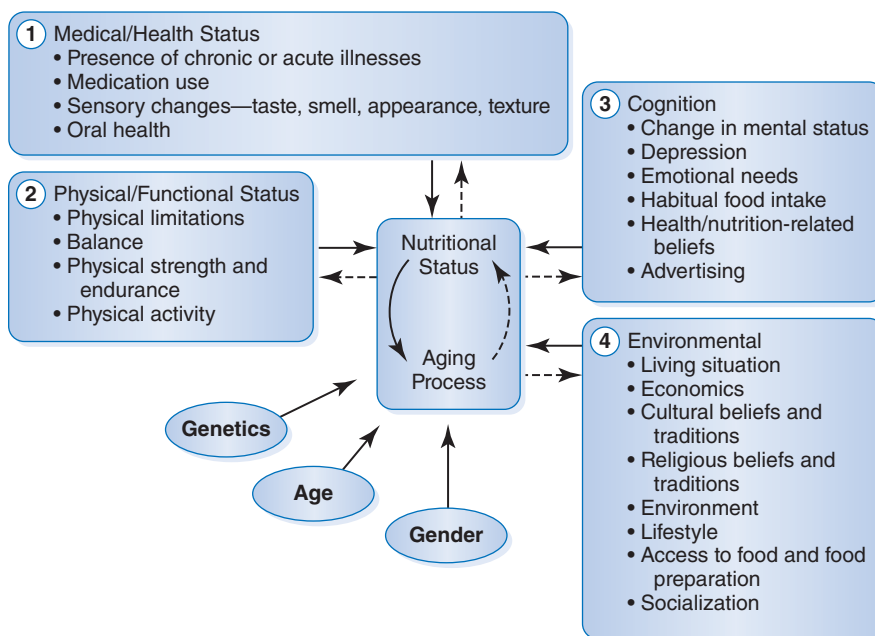 1 Medical/Health Status
• Presence of chronic or acute illnesses
• Medication use
• Sensory changes—taste, smell, appearance, texture
• Oral health
2 Physical/Functional Status
• Physical limitations
• Balance
• Physical strength and
endurance
• Physical activity
3 Cognition
• Change in mental status
• Depression
• Emotional needs
• Habitual food intake
• Health/nutrition-related
beliefs
• Advertising
Nutritional
Status
Aging
Process
4 Environmental
• Living situation
• Economics
• Cultural beliefs and
traditions
• Religious beliefs and
traditions
• Environment
• Lifestyle
• Access to food and food
preparation
• Socialization
Genetics
Age
Gender